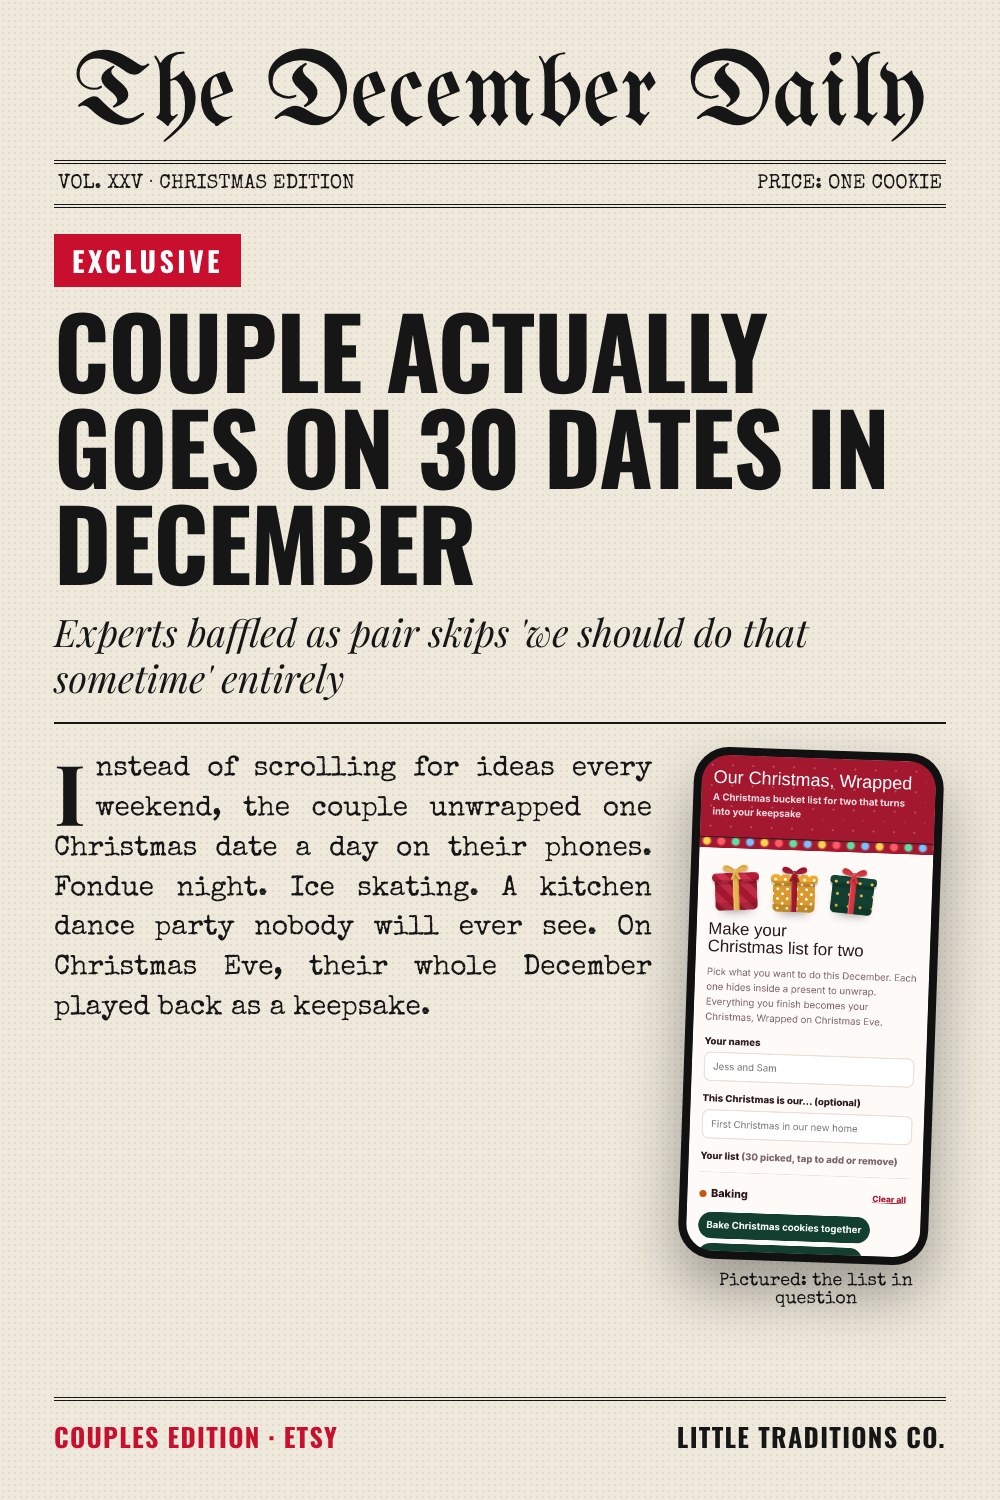 The December Daily
VOL. XXV · CHRISTMAS EDITION
PRICE: ONE COOKIE
EXCLUSIVE
COUPLE ACTUALLY
GOES ON 30 DATES IN
DECEMBER
Experts baffled as pair skips 'we should do that
sometime' entirely
Instead of scrolling for ideas every
weekend, the couple unwrapped one
Christmas date a day on their phones.
Fondue night. Ice skating. A kitchen
dance party nobody will ever see. On
Christmas Eve, their whole December
played back as a keepsake.
Our Christmas, Wrapped
A Christmas bucket list for two that turns
into your keepsake
Make your
Christmas list for two
Pick what you want to do this December. Each
one hides inside a present to unwrap.
Everything you finish becomes your
Christmas, Wrapped on Christmas Eve.
Your names
Jess and Sam
This Christmas is our... (optional)
First Christmas in our new home
Your list (30 picked, tap to add or remove)
Baking
Clear all
Bake Christmas cookies together
Pictured: the list in
question
COUPLES EDITION · ETSY
LITTLE TRADITIONS CO.